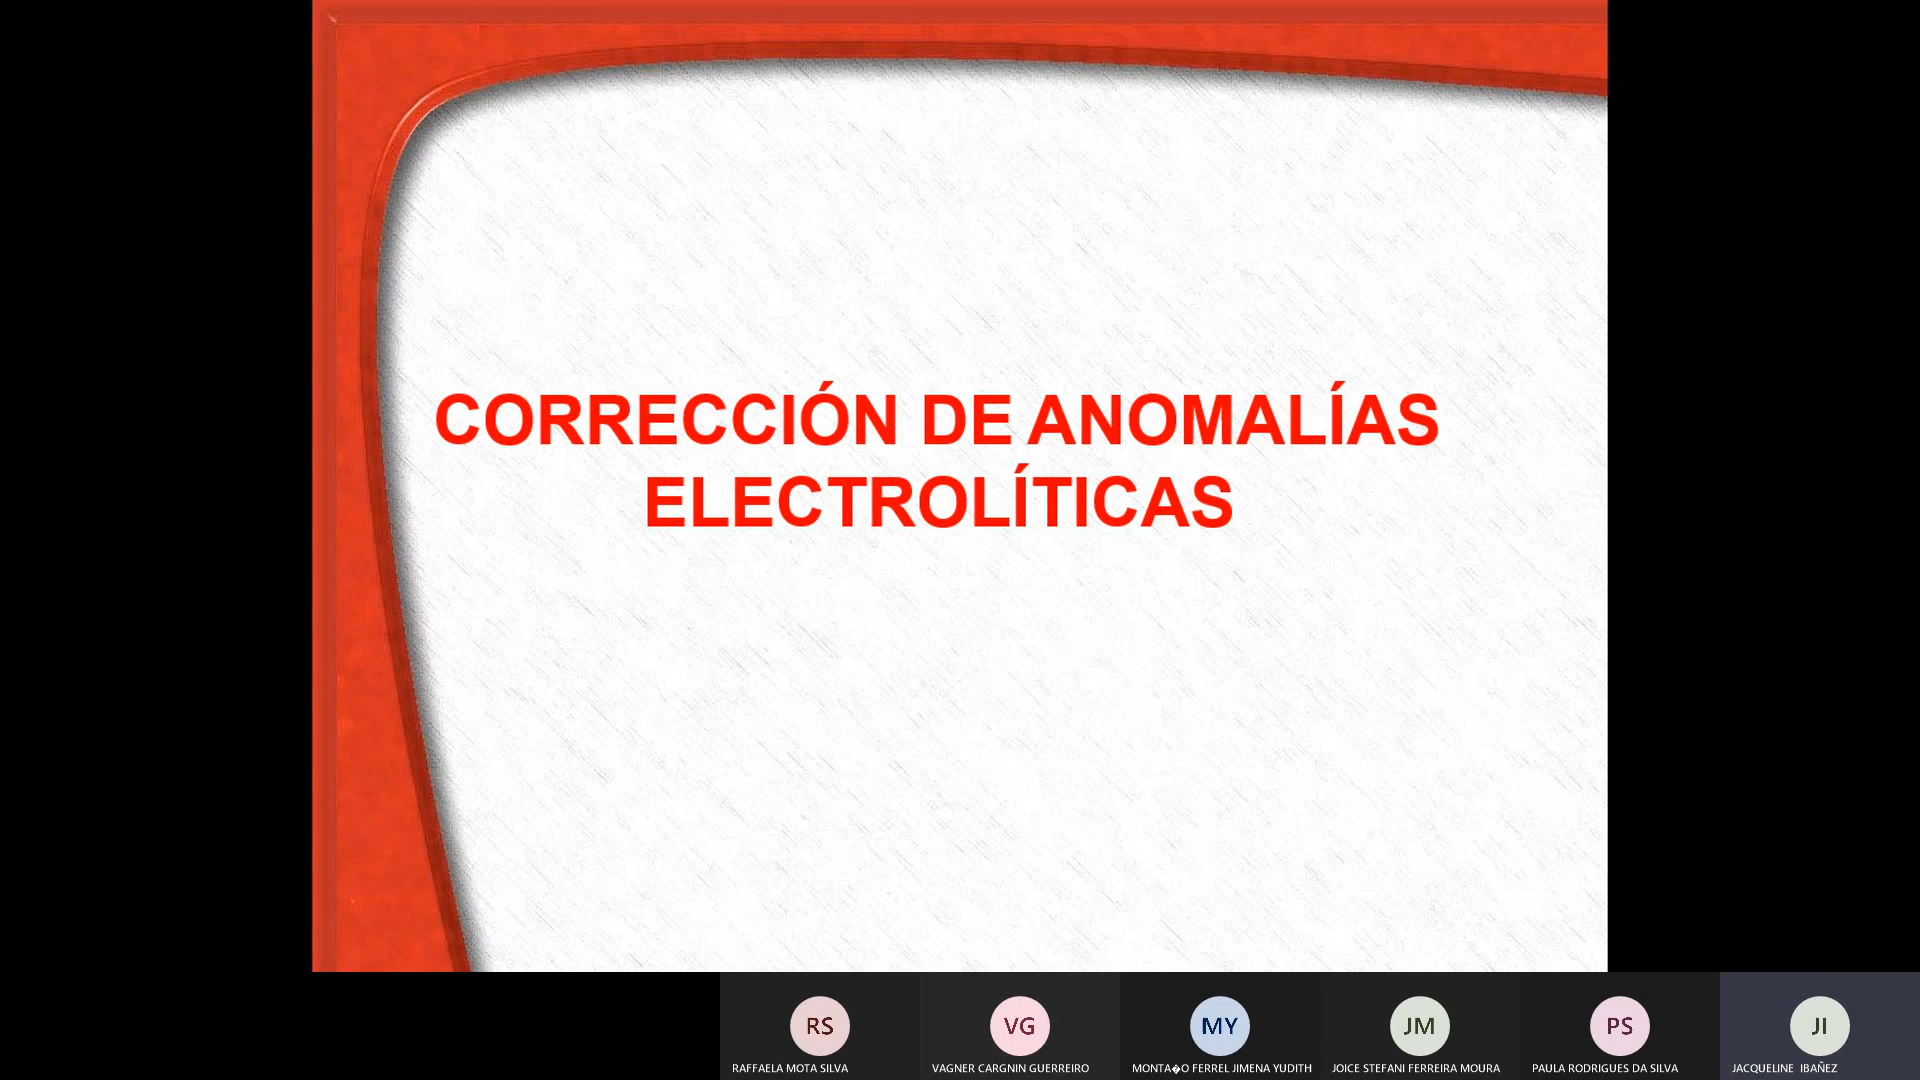 CORRECCIÓN DE ANOMALÍAS
ELECTROLÍTICAS
RS
VG
MY
JM
PS
JI
RAFFAELA MOTA SILVA
VAGNER CARGNIN GUERREIRO
MONTA�O FERREL JIMENA YUDITH
JOICE STEFANI FERREIRA MOURA
PAULA RODRIGUES DA SILVA
JACQUELINE IBAÑEZ